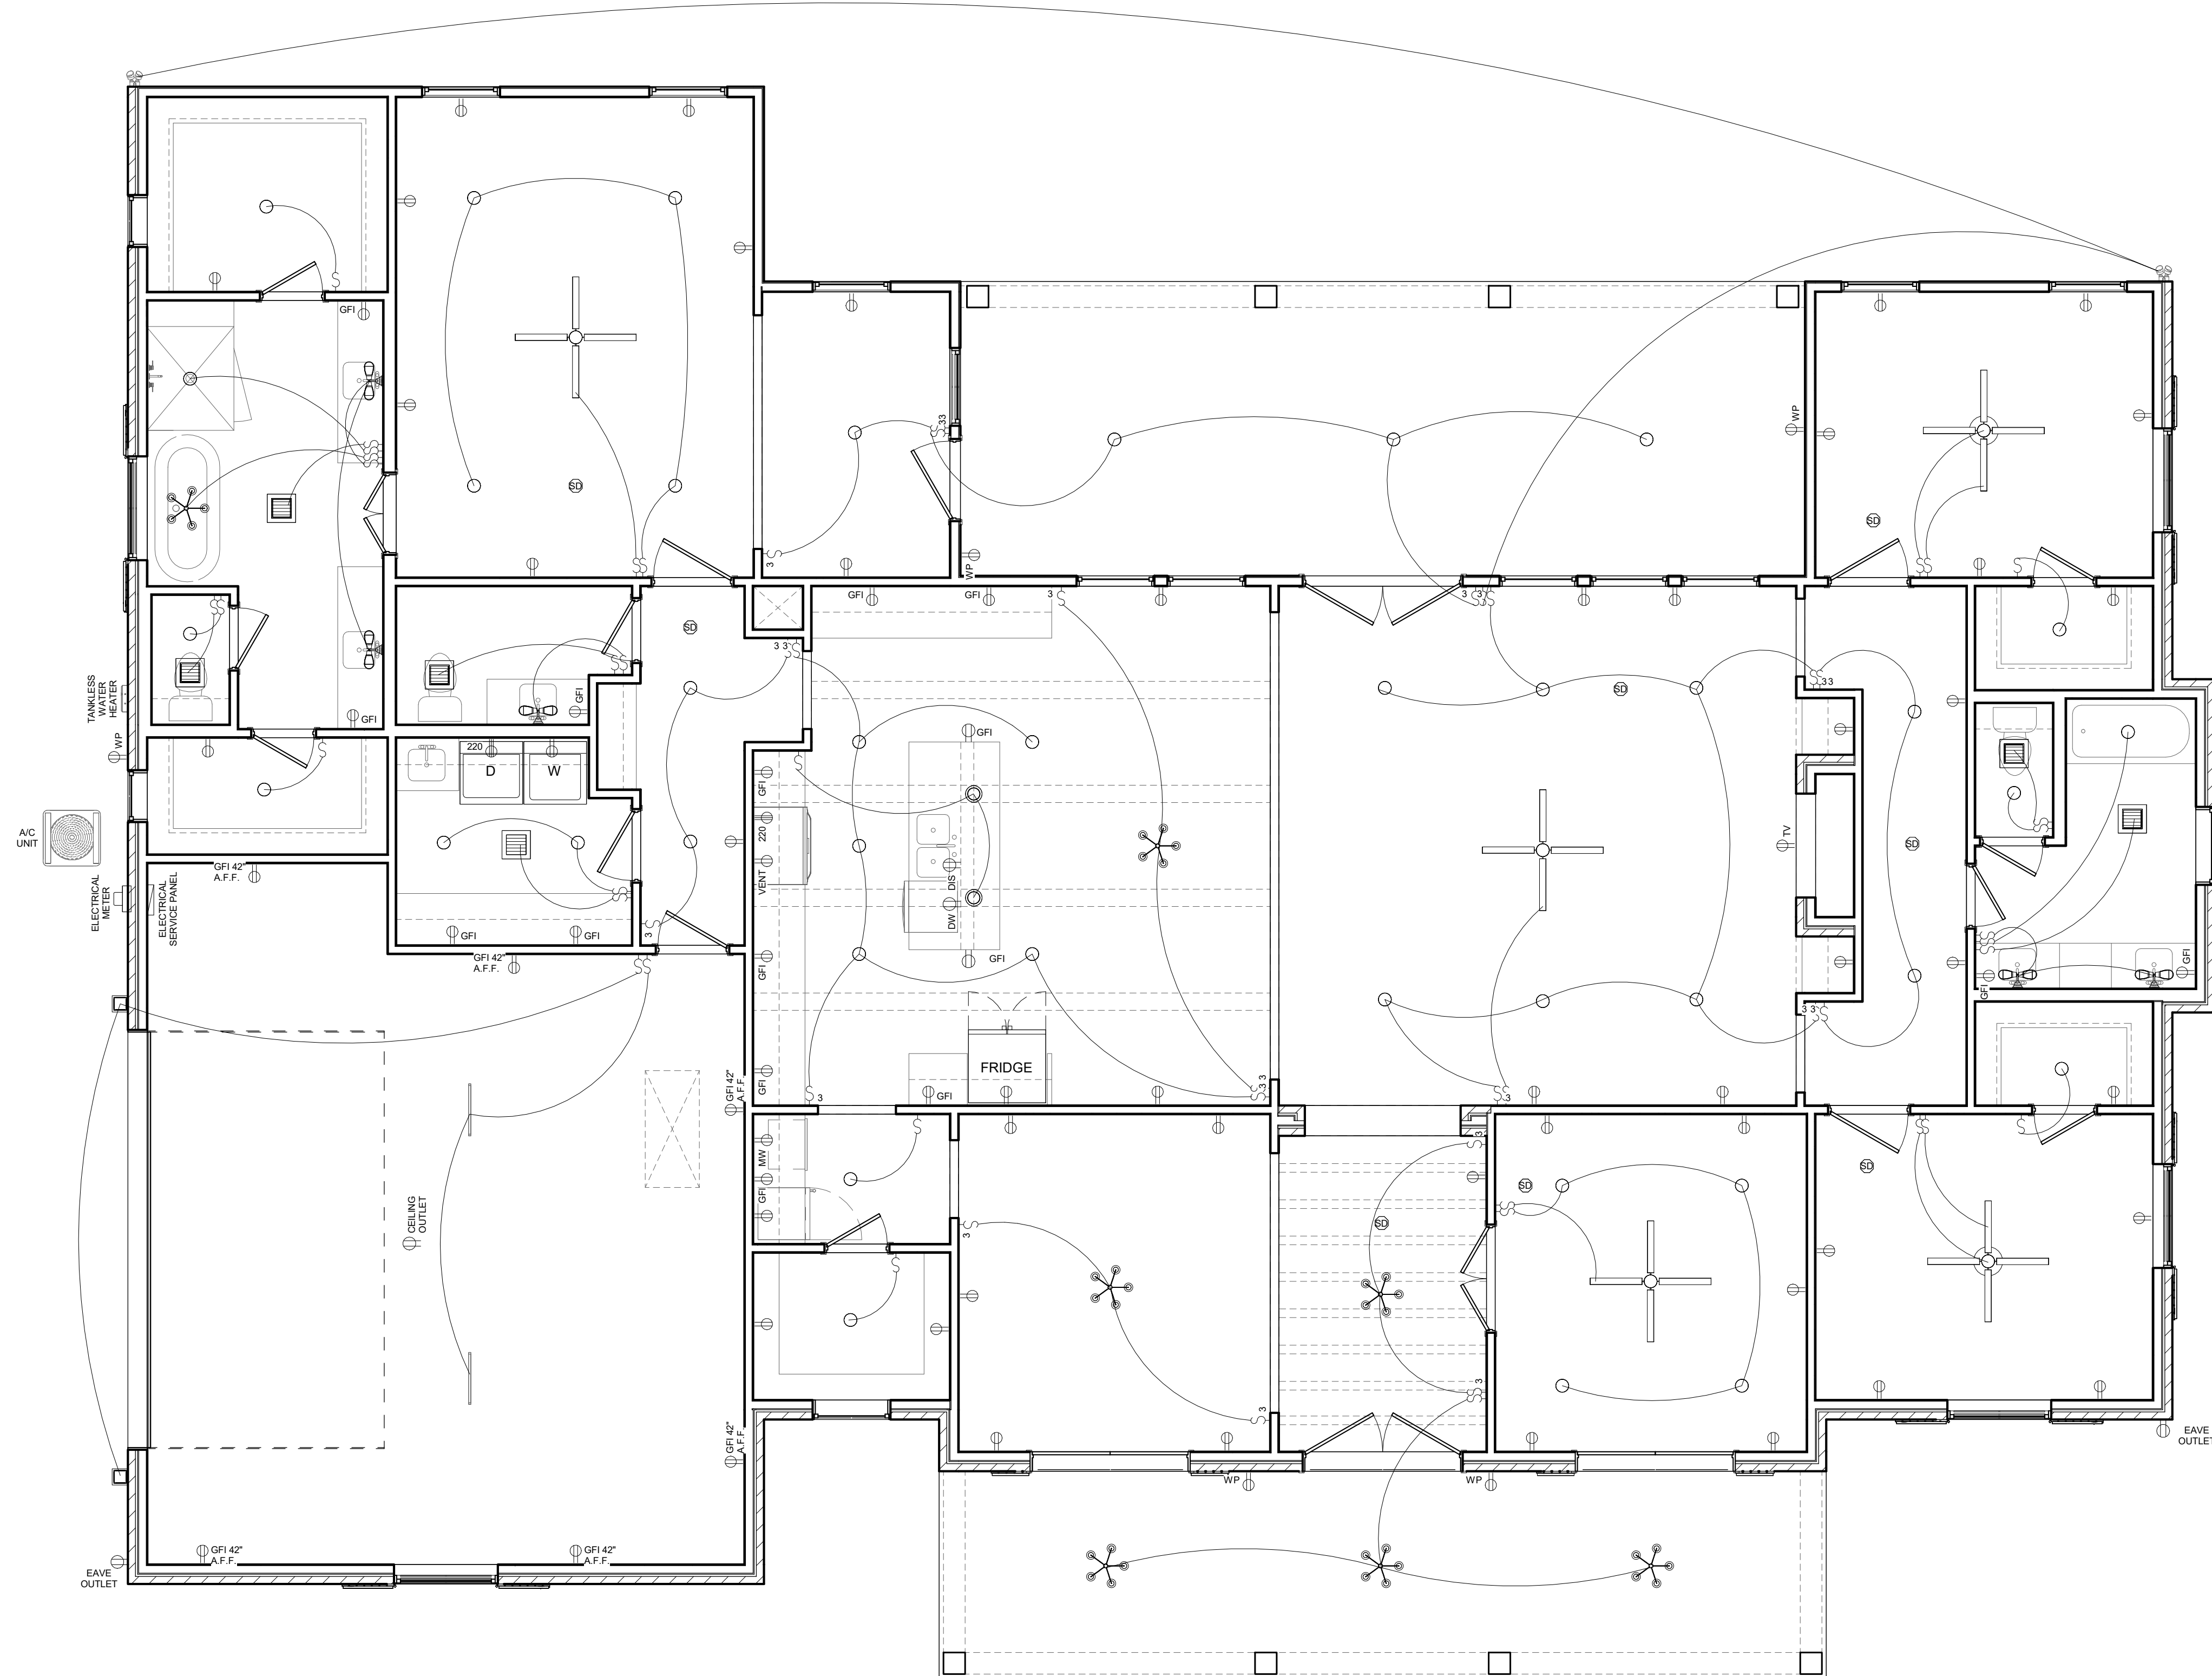 GFI
SD
WP
3
33
WP
SD
GFI
GFI
3
3 3
SD
3 3
SD
GFI
3 3
TANKLESS
WATER
HEATER
GFI
WP
220
D
W
GFI
GFI
220
TV
A/C
UNIT
GFI 42"
A.F.F.
VENT
DIS
SD
ELECTRICAL
METER
ELECTRICAL
SERVICE PANEL
DW
3
GFI
GFI
GFI
GFI 42"
A.F.F.
GFI
GFI
GFI
3 3
FRIDGE
GFI 42"
A.F.F.
GFI
3
GFI
3
3
3
MW
3
SD
SD
GFI
CEILING
OUTLET
3
SD
3
3
GFI 42"
A.F.F.
EAVE
OUTLET
WP
WP
GFI 42"
A.F.F.
GFI 42"
A.F.F.
EAVE
OUTLET